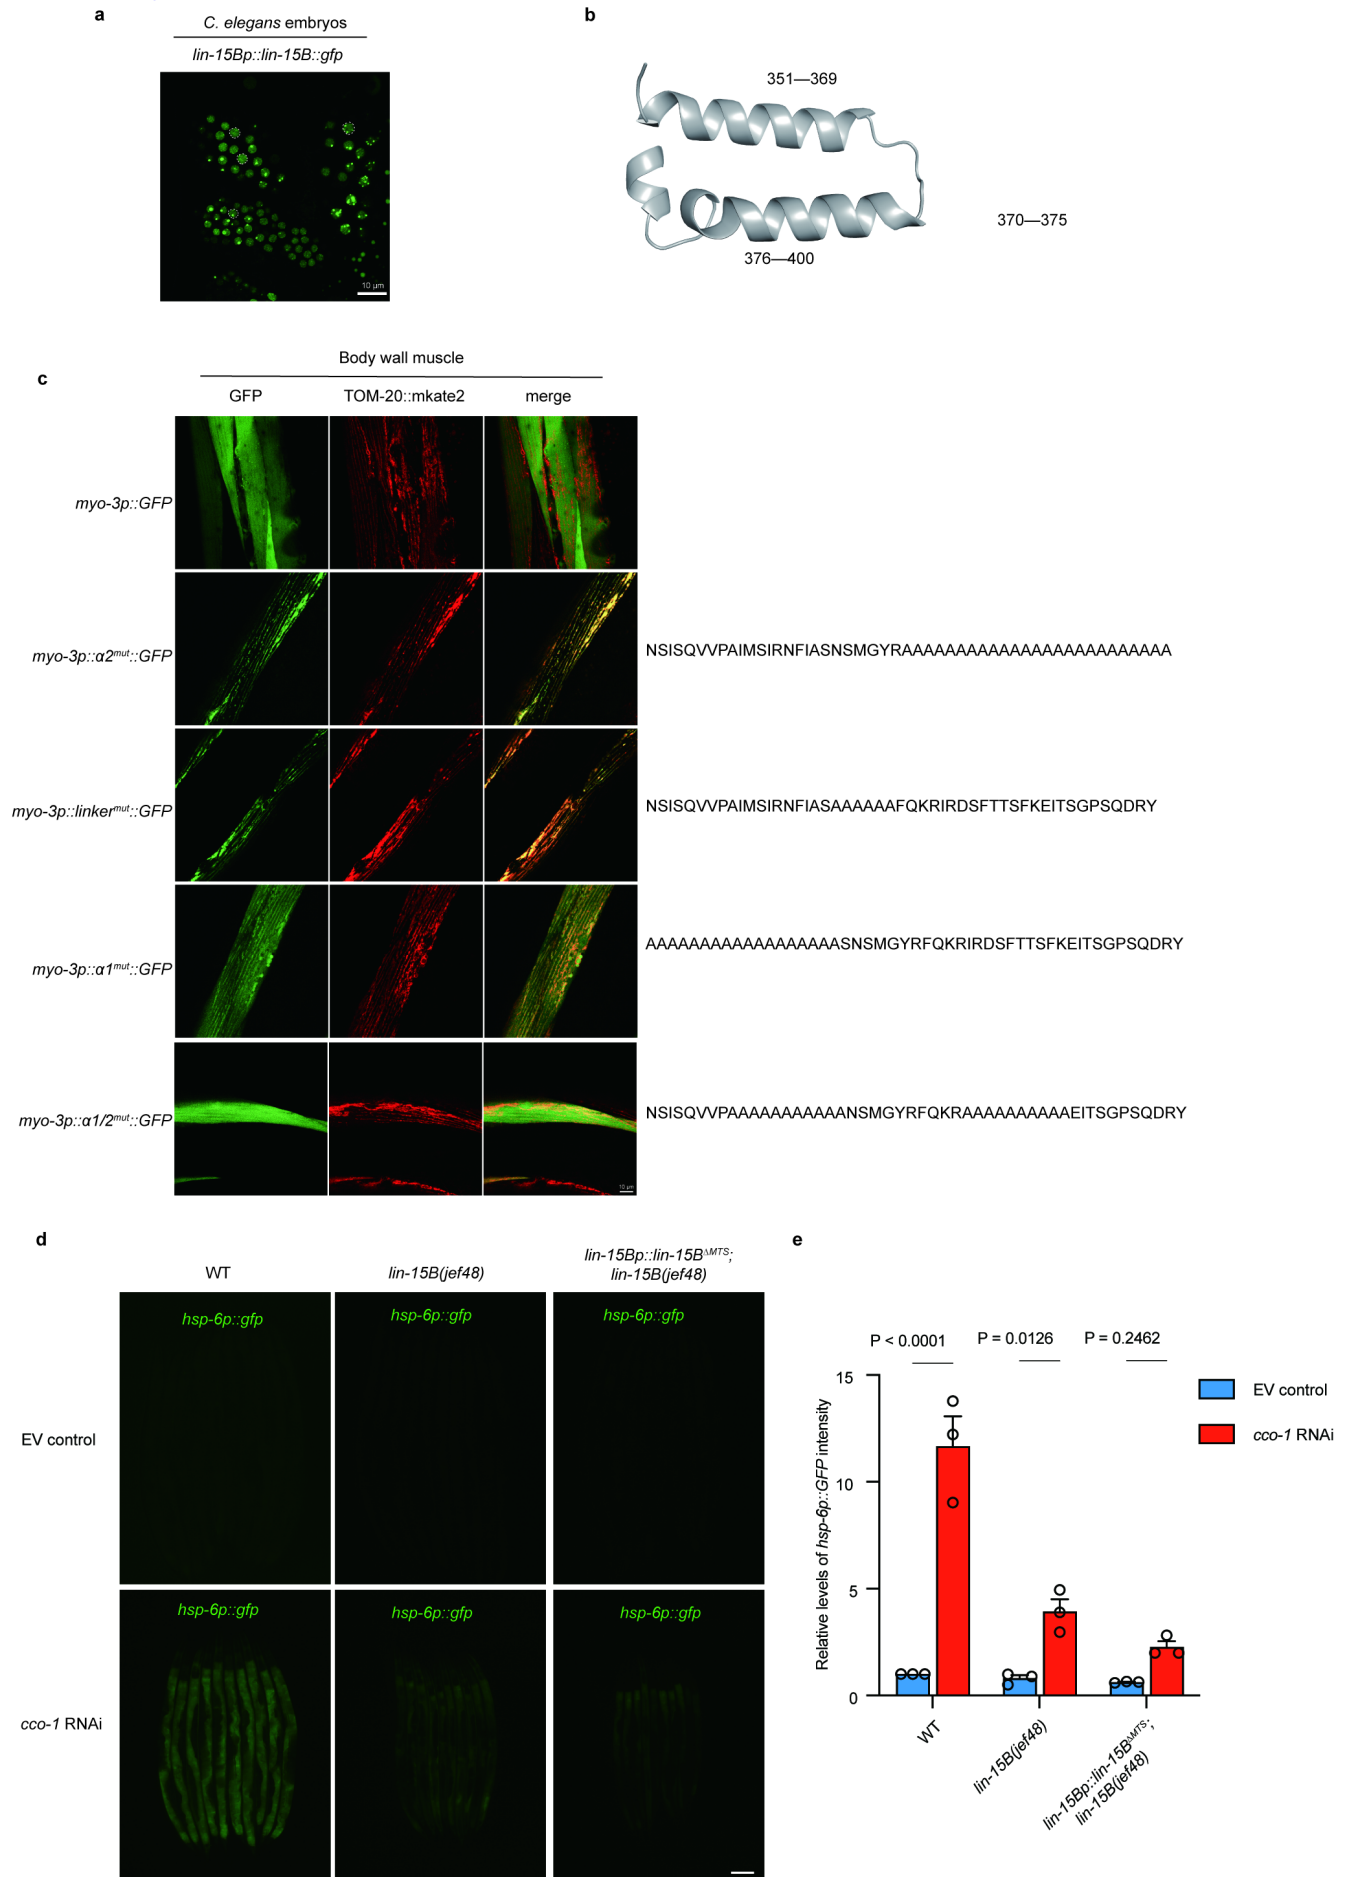 a
C. elegans embryos
lin-15Bp::lin-15B::gfp
10 μm
b
351—369
370—375
376—400
c
Body wall muscle
GFP TOM-20::mkate2 merge
myo-3p::GFP
myo-3p::α2mut::GFP
NSISQVVPAIMSIRNFIASNSMGYRAAAAAAAAAAAAAAAAAAAAAAAAA
myo-3p::linkermut::GFP
NSISQVVPAIMSIRNFIASAAAAAAFQKRIRDSFTTSFKEITSGPSQDRY
myo-3p::α1mut::GFP
AAAAAAAAAAAAAAAAAASNSMGYRFQKRIRDSFTTSFKEITSGPSQDRY
myo-3p::α1/2mut::GFP
NSISQVVPAAAAAAAAAAANSMGYRFQKRAAAAAAAAAAEITSGPSQDRY
10 μm
d
WT
lin-15B(jef48)
lin-15Bp::lin-15BΔMTS;
lin-15B(jef48)
EV control
hsp-6p::gfp
hsp-6p::gfp
hsp-6p::gfp
cco-1 RNAi
hsp-6p::gfp
hsp-6p::gfp
hsp-6p::gfp
e
P < 0.0001
P = 0.0126
P = 0.2462
EV control
cco-1 RNAi
Relative levels of hsp-6p::GFP intensity
15
10
5
0
WT
lin-15B(jef48)
lin-15Bp::lin-15BΔMTS;
lin-15B(jef48)